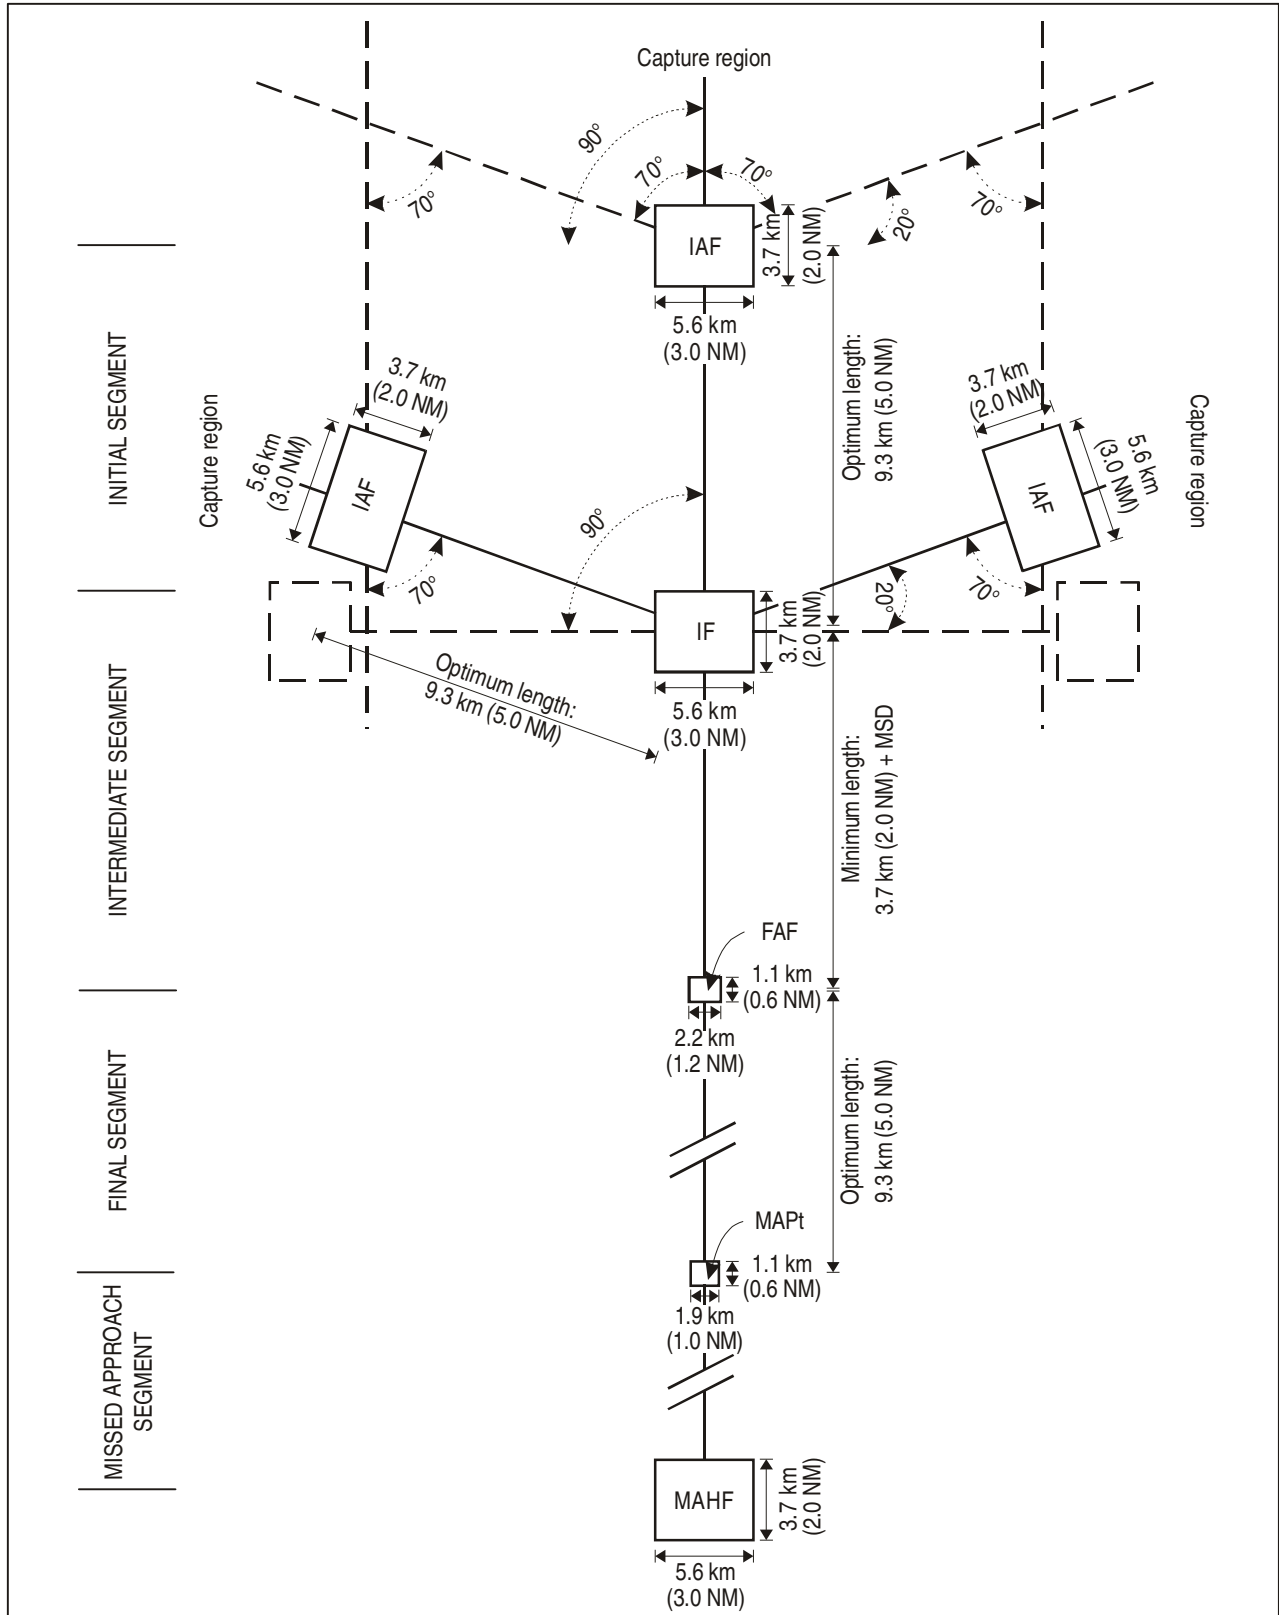 Capture region
90°
70°
70°
70°
70°
20°
IAF
3.7 km
(2.0 NM)
5.6 km
(3.0 NM)
INITIAL SEGMENT
Capture region
3.7 km
(2.0 NM)
5.6 km
(3.0 NM)
IAF
70°
90°
Optimum length:
9.3 km (5.0 NM)
3.7 km
(2.0 NM)
5.6 km
(3.0 NM)
IAF
Capture region
70°
20°
IF
3.7 km
(2.0 NM)
5.6 km
(3.0 NM)
Optimum length:
9.3 km (5.0 NM)
INTERMEDIATE SEGMENT
Minimum length:
3.7 km (2.0 NM) + MSD
FAF
1.1 km
(0.6 NM)
2.2 km
(1.2 NM)
FINAL SEGMENT
Optimum length:
9.3 km (5.0 NM)
MAPt
1.1 km
(0.6 NM)
1.9 km
(1.0 NM)
MISSED APPROACH
SEGMENT
MAHF
3.7 km
(2.0 NM)
5.6 km
(3.0 NM)